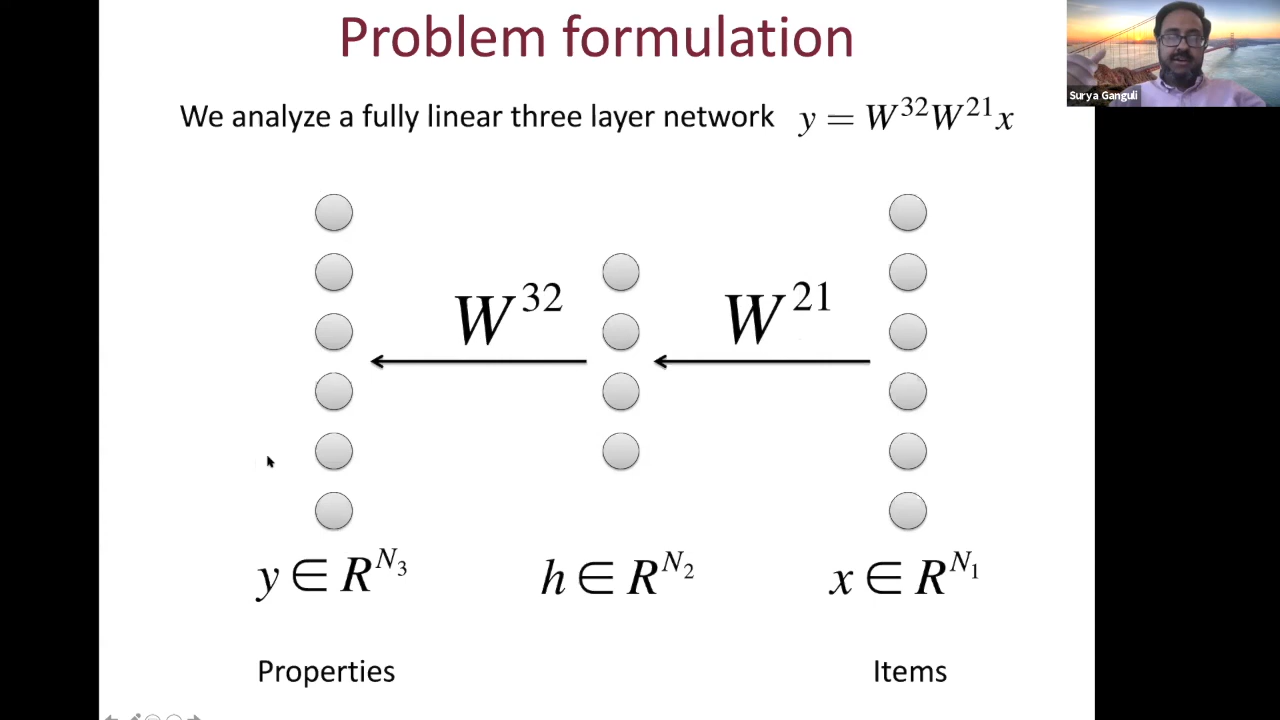 Problem formulation
Surya Ganguli
We analyze a fully linear three layer network y = W³²W²¹x
W³² W²¹
y ∈ R^{N₃} h ∈ R^{N₂} x ∈ R^{N₁}
Properties Items